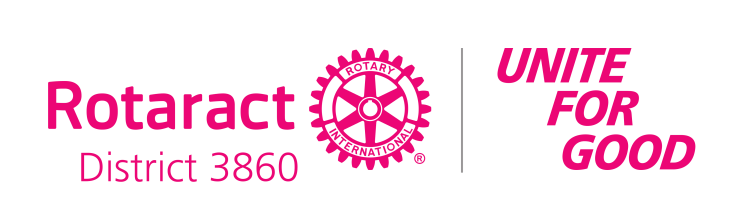 Rotaract
District 3860
ROTARY
INTERNATIONAL
®
UNITE
FOR
GOOD